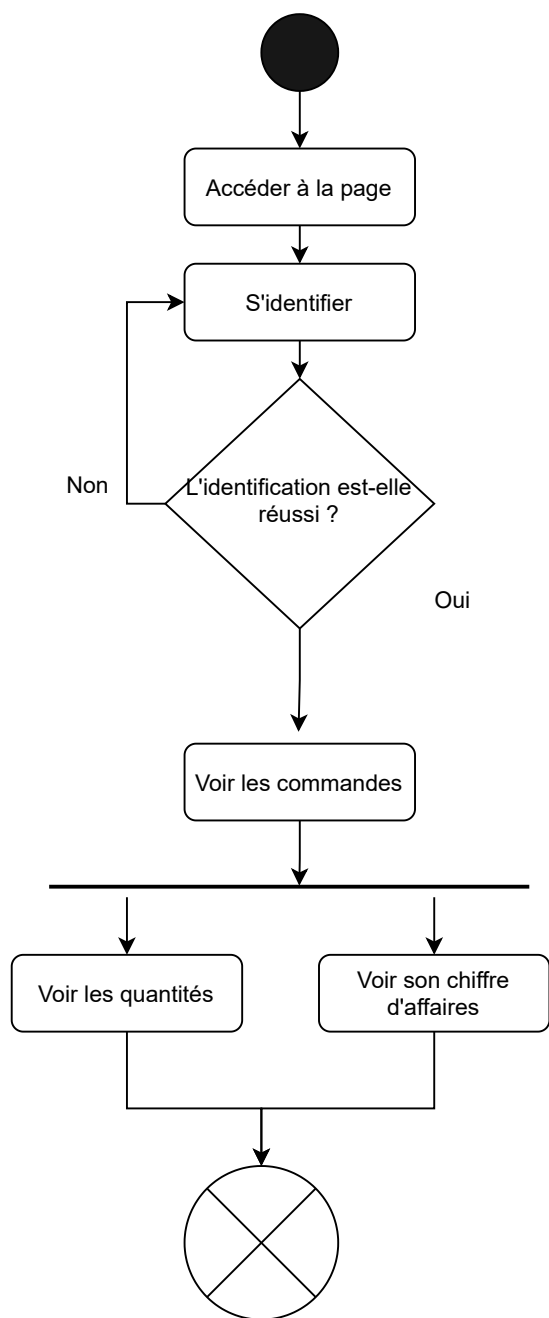 Accéder à la page
S'identifier
Non
L'identification est-elle
réussi ?
Oui
Voir les commandes
Voir les quantités
Voir son chiffre
d'affaires